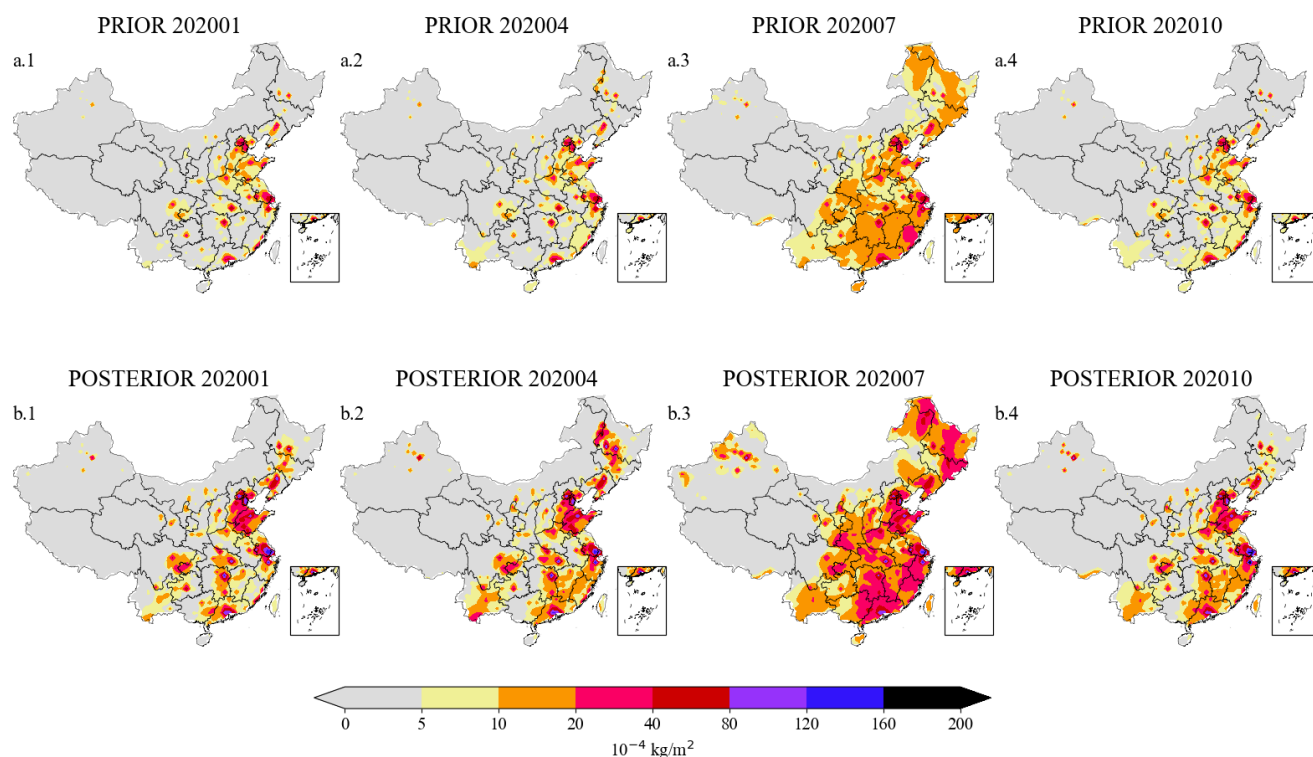 PRIOR 202001 PRIOR 202004 PRIOR 202007 PRIOR 202010
a.1 a.2 a.3 a.4
POSTERIOR 202001 POSTERIOR 202004 POSTERIOR 202007 POSTERIOR 202010
b.1 b.2 b.3 b.4
0 5 10 20 40 80 120 160 200
10⁻⁴ kg/m²